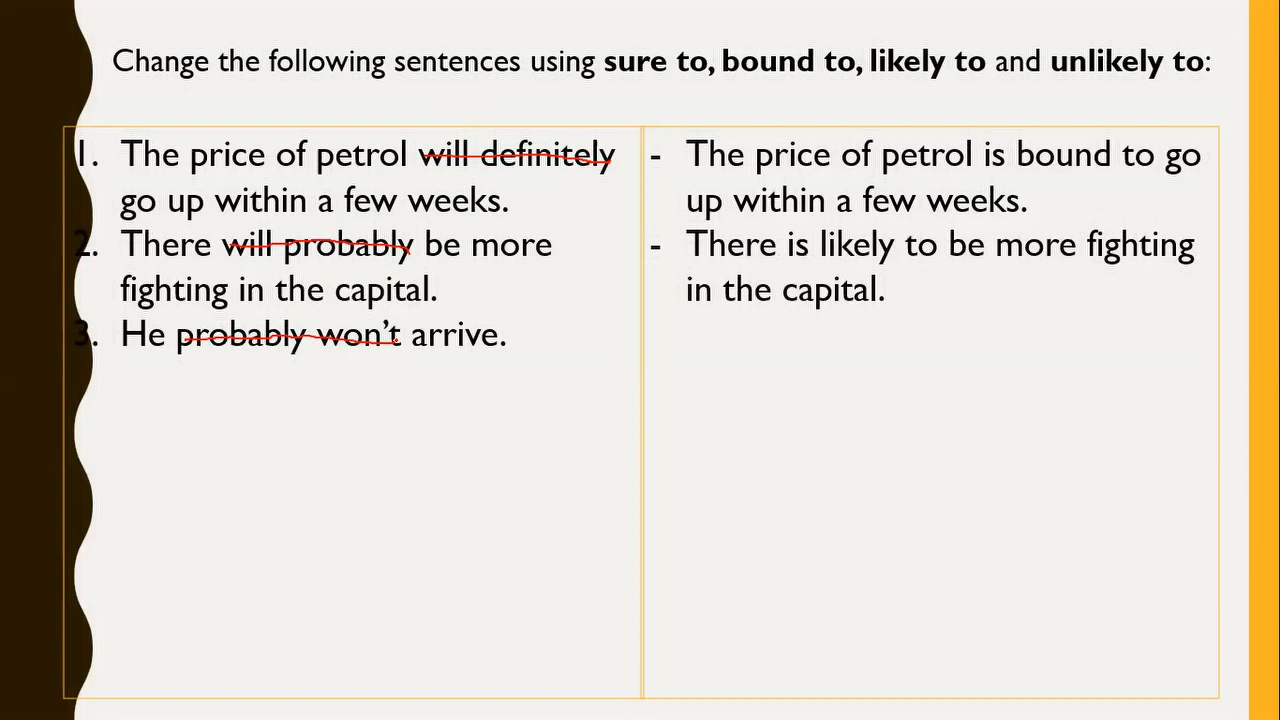 Change the following sentences using sure to, bound to, likely to and unlikely to:
1. The price of petrol will definitely
go up within a few weeks.
2. There will probably be more
fighting in the capital.
3. He probably won't arrive.
- The price of petrol is bound to go
up within a few weeks.
- There is likely to be more fighting
in the capital.